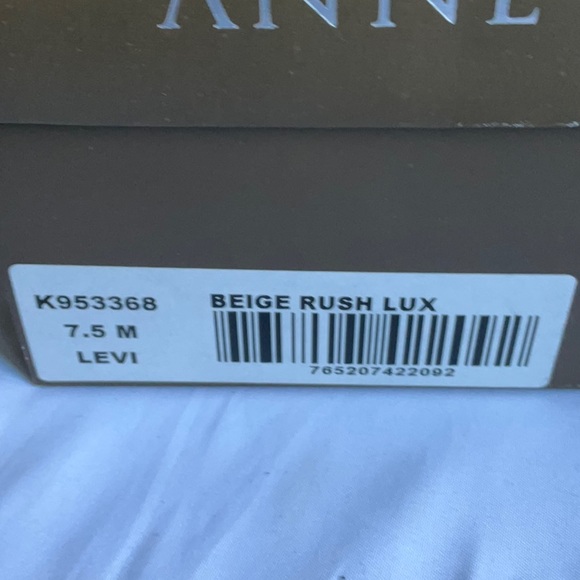 ANNE
K953368
7.5 M
LEVI
BEIGE RUSH LUX
765207422092